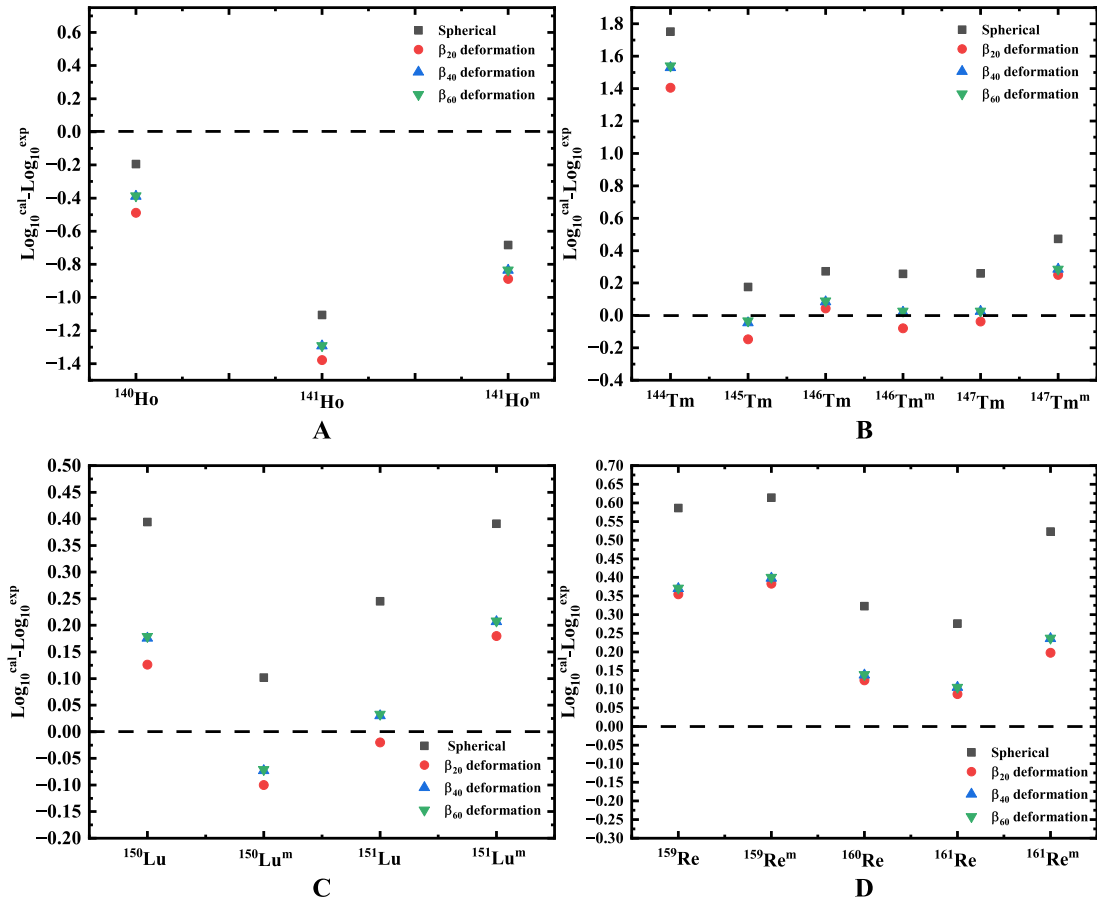 0.6
0.4
0.2
0.0
−0.2
−0.4
−0.6
−0.8
−1.0
−1.2
−1.4
Log₁₀ᶜᵃˡ-Log₁₀ᵉˣᵖ
Spherical
β₂₀ deformation
β₄₀ deformation
β₆₀ deformation
¹⁴⁰Ho ¹⁴¹Ho ¹⁴¹Hoᵐ
A
1.8
1.6
1.4
1.2
1.0
0.8
0.6
0.4
0.2
0.0
−0.2
−0.4
Log₁₀ᶜᵃˡ-Log₁₀ᵉˣᵖ
Spherical
β₂₀ deformation
β₄₀ deformation
β₆₀ deformation
¹⁴⁴Tm ¹⁴⁵Tm ¹⁴⁶Tm ¹⁴⁶Tmᵐ ¹⁴⁷Tm ¹⁴⁷Tmᵐ
B
0.50
0.45
0.40
0.35
0.30
0.25
0.20
0.15
0.10
0.05
0.00
−0.05
−0.10
−0.15
−0.20
Log₁₀ᶜᵃˡ-Log₁₀ᵉˣᵖ
Spherical
β₂₀ deformation
β₄₀ deformation
β₆₀ deformation
¹⁵⁰Lu ¹⁵⁰Luᵐ ¹⁵¹Lu ¹⁵¹Luᵐ
C
0.70
0.65
0.60
0.55
0.50
0.45
0.40
0.35
0.30
0.25
0.20
0.15
0.10
0.05
0.00
−0.05
−0.10
−0.15
−0.20
−0.25
−0.30
Log₁₀ᶜᵃˡ-Log₁₀ᵉˣᵖ
Spherical
β₂₀ deformation
β₄₀ deformation
β₆₀ deformation
¹⁵⁹Re ¹⁵⁹Reᵐ ¹⁶⁰Re ¹⁶¹Re ¹⁶¹Reᵐ
D